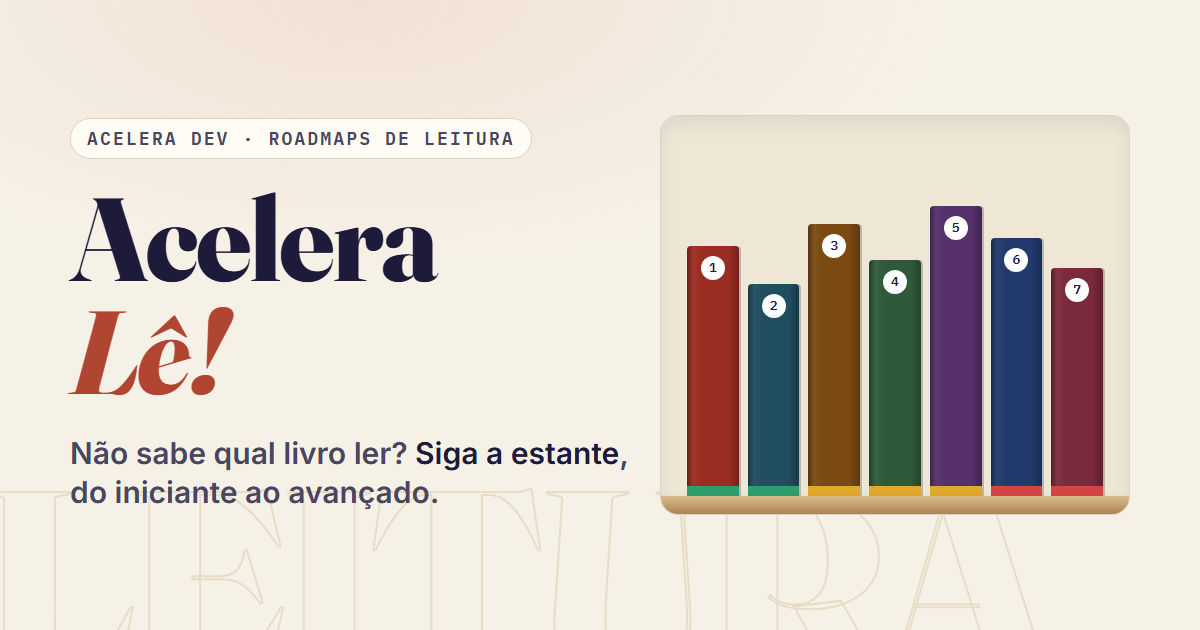 ACELERA DEV · ROADMAPS DE LEITURA
Acelera
Lê!
Não sabe qual livro ler? Siga a estante,
do iniciante ao avançado.
1
2
3
4
5
6
7
LEITURA